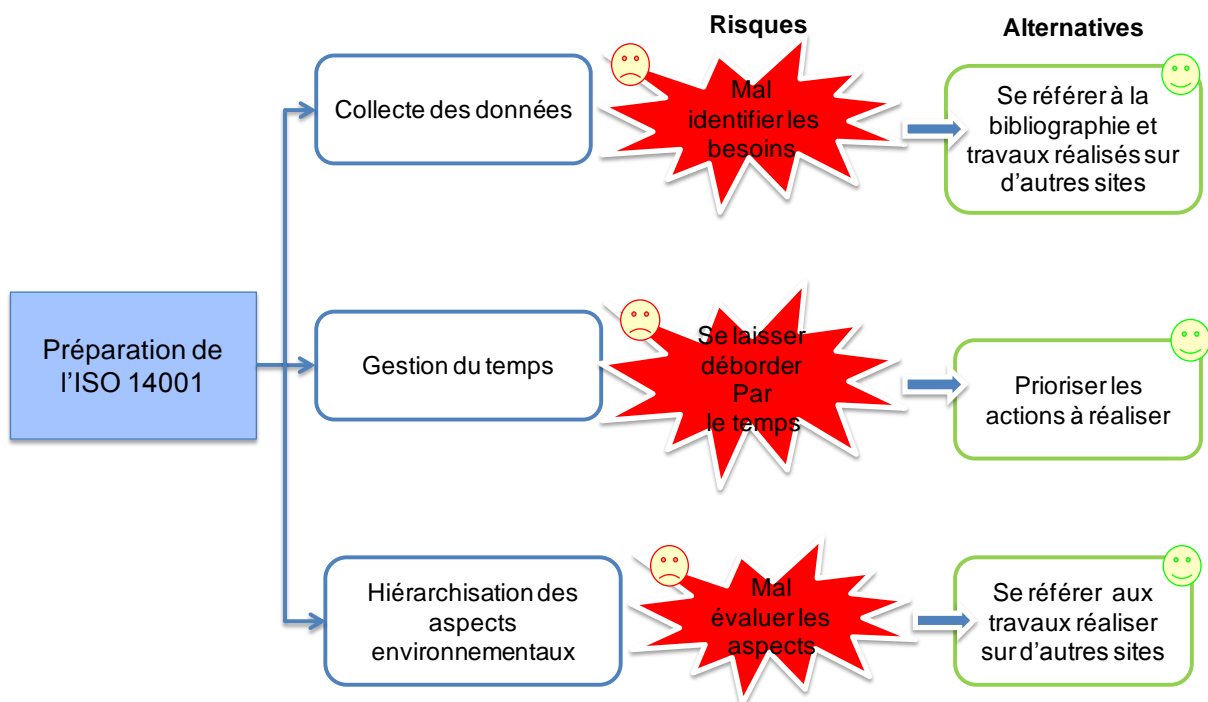 Risques
Alternatives
Collecte des données
Mal
identifier les
besoins
Se référer à la
bibliographie et
travaux réalisés sur
d'autres sites
Préparation de
l'ISO 14001
Gestion du temps
Se laisser
déborder
Par
le temps
Prioriser les
actions à réaliser
Hiérarchisation des
aspects
environnementaux
Mal
évaluer les
aspects
Se référer aux
travaux réaliser
sur d'autres sites